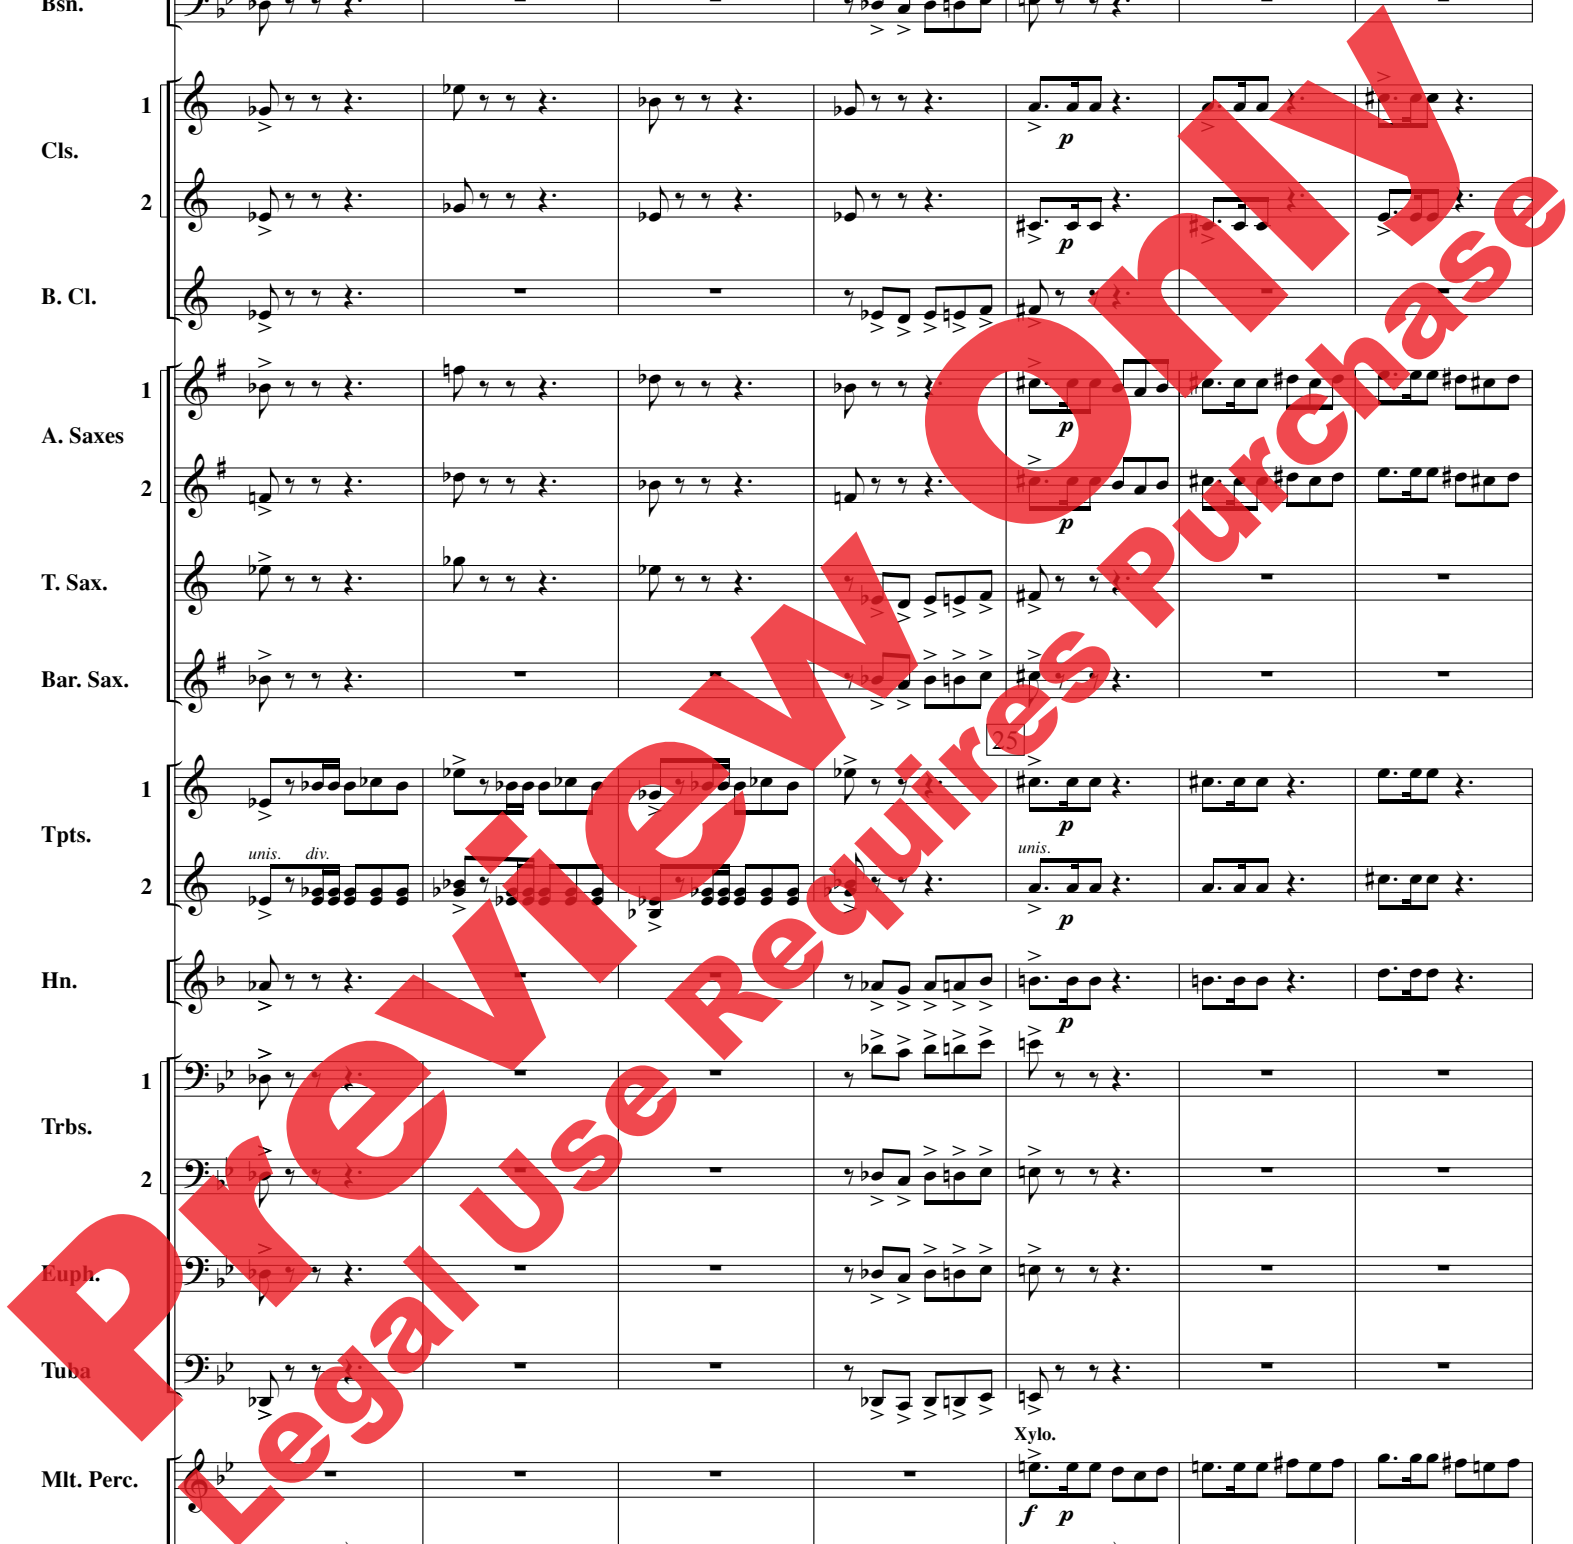 Bsn.
1
Cls.
2
p
p
B. Cl.
1
A. Saxes
2
p
p
T. Sax.
Bar. Sax.
25
1
Tpts.
2
p
unis. div.
unis.
p
Hn.
p
1
Trbs.
2
Euph.
Tuba
Xylo.
Mlt. Perc.
f p
Preview Only
Legal Use Requires Purchase